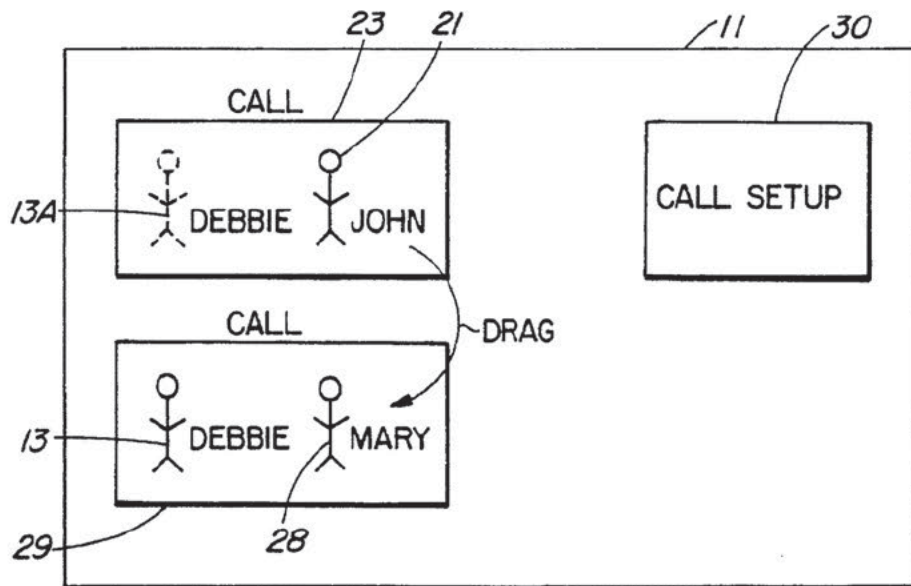 11
30
23
21
CALL
13A
DEBBIE
JOHN
CALL SETUP
CALL
DRAG
13
DEBBIE
MARY
29
28